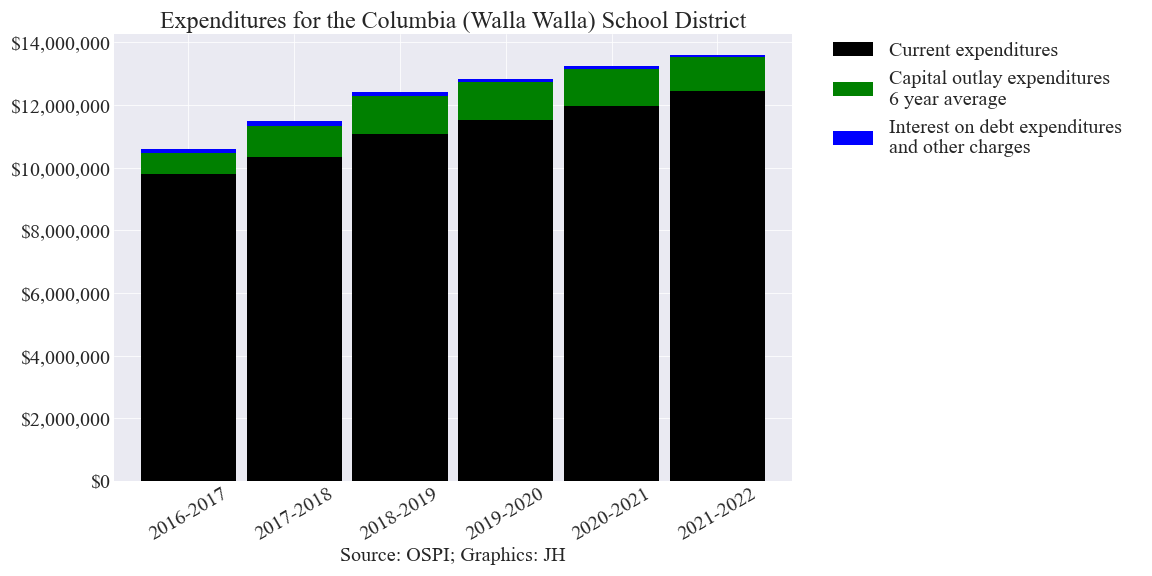 Expenditures for the Columbia (Walla Walla) School District
$14,000,000
$12,000,000
$10,000,000
$8,000,000
$6,000,000
$4,000,000
$2,000,000
$0
2016-2017
2017-2018
2018-2019
2019-2020
2020-2021
2021-2022
Source: OSPI; Graphics: JH
Current expenditures
Capital outlay expenditures
6 year average
Interest on debt expenditures
and other charges